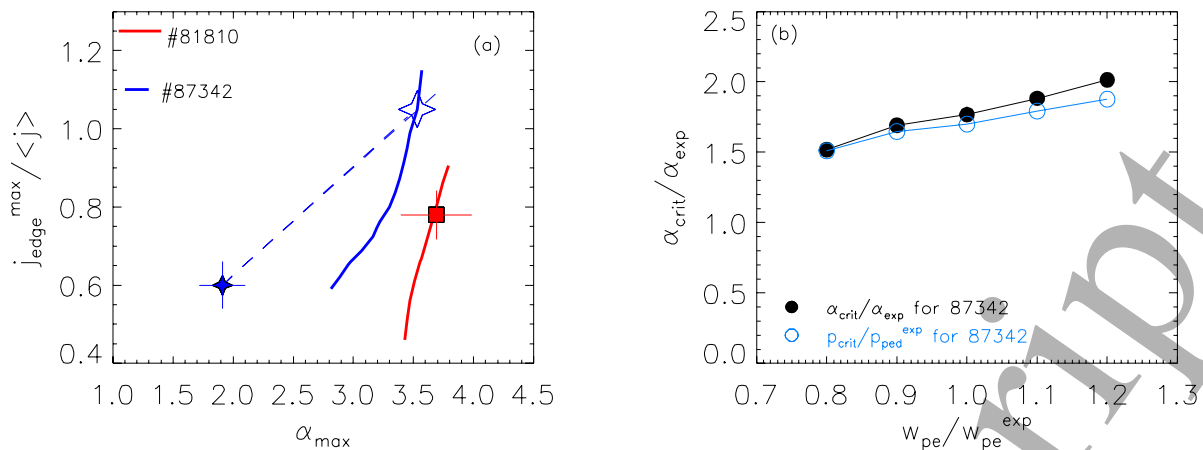 #81810
#87342
(a)
1.2
1.0
0.8
0.6
0.4
j_edge^max/<j>
1.0 1.5 2.0 2.5 3.0 3.5 4.0 4.5
α_max
(b)
2.5
2.0
1.5
1.0
0.5
0.0
α_crit/α_exp
α_crit/α_exp for 87342
p_crit/p_ped^exp for 87342
0.7 0.8 0.9 1.0 1.1 1.2 1.3
w_pe/w_pe^exp
ript